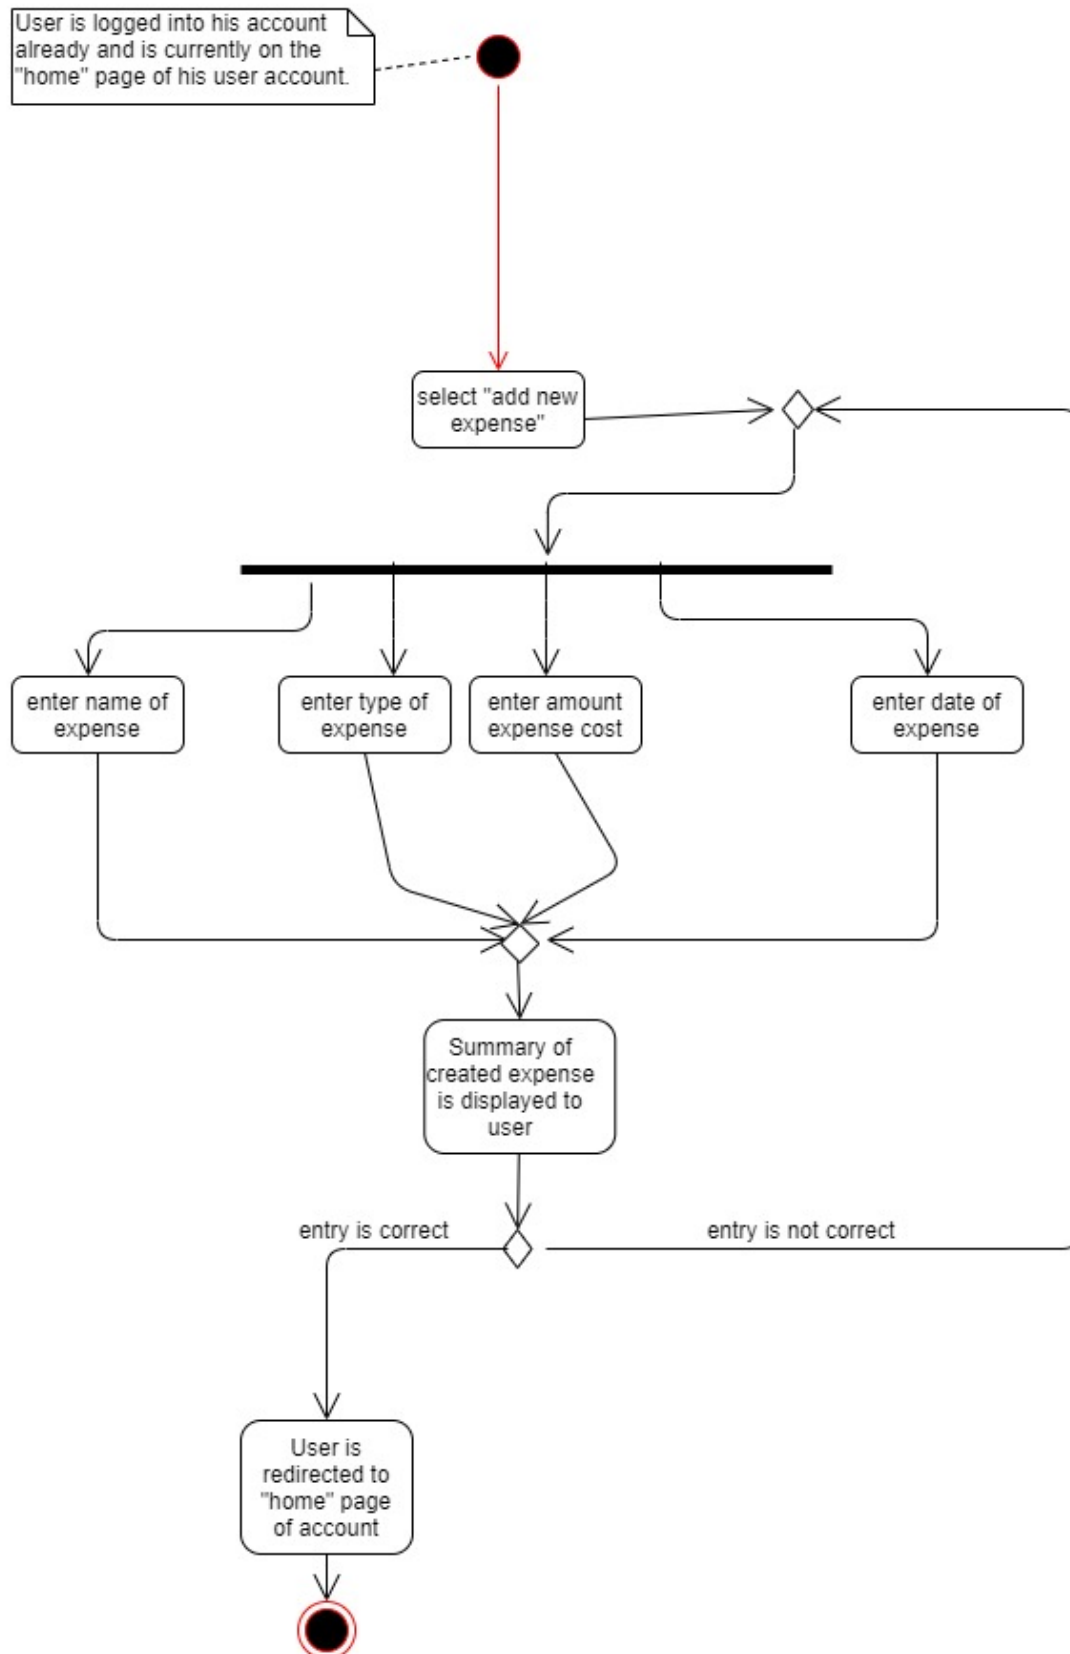 User is logged into his account
already and is currently on the
"home" page of his user account.
select "add new
expense"
enter name of
expense
enter type of
expense
enter amount
expense cost
enter date of
expense
Summary of
created expense
is displayed to
user
entry is correct
entry is not correct
User is
redirected to
"home" page
of account